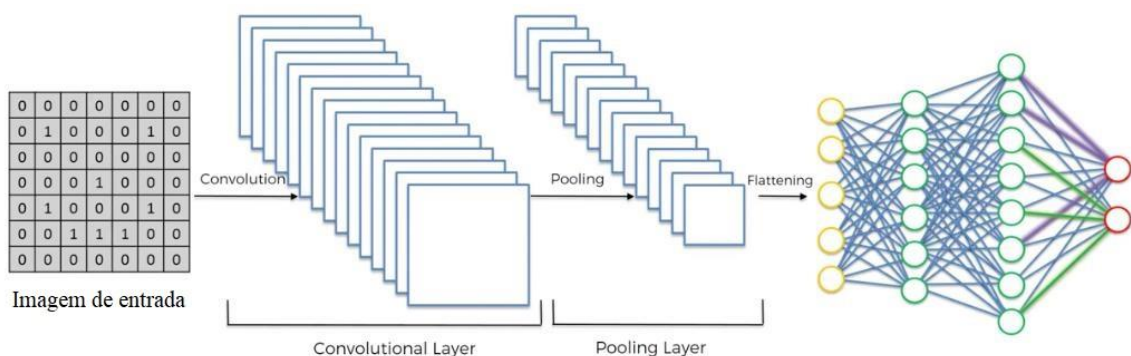 0 0 0 0 0 0 0
0 1 0 0 0 1 0
0 0 0 0 0 0 0
0 0 0 1 0 0 0
0 1 0 0 0 1 0
0 0 1 1 1 0 0
0 0 0 0 0 0 0
Imagem de entrada
Convolution
Pooling
Flattening
Convolutional Layer
Pooling Layer